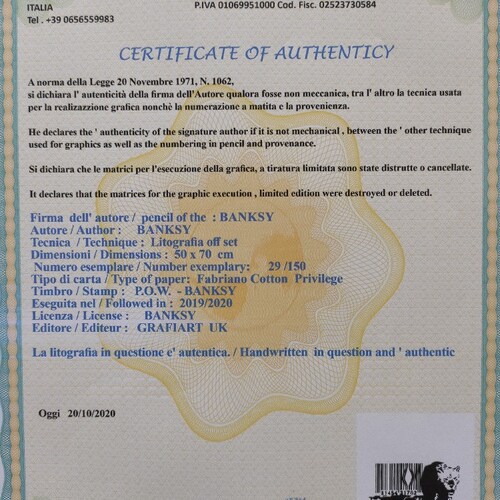 ITALIA
P.IVA 01069951000 Cod. Fisc. 02523730584
Tel . +39 0656559983
CERTIFICATE OF AUTHENTICITY
A norma della Legge 20 Novembre 1971, N. 1062,
si dichiara l' autenticità della firma dell'Autore qualora fosse non meccanica, tra l' altro la tecnica usata
per la realizazzione grafica nonchè la numerazione a matita e la provenienza.
He declares the ' authenticity of the signature author if it is not mechanical , between the ' other technique
used for graphics as well as the numbering in pencil and provenance.
Si dichiara che le matrici per l'esecuzione della grafica, a tiratura limitata sono state distrutte o cancellate.
It declares that the matrices for the graphic execution , limited edition were destroyed or deleted.
Firma dell' autore / pencil of the : BANKSY
Autore / Author : BANKSY
Tecnica / Technique : Litografia off set
Dimensioni / Dimensions : 50 x 70 cm
Numero esemplare / Number exemplary: 29 /150
Tipo di carta / Type of paper: Fabriano Cotton Privilege
Timbro / Stamp : P.O.W. - BANKSY
Eseguita nel / Followed in : 2019/2020
Licenza / License : BANKSY
Editore / Editeur : GRAFIART UK
La litografia in questione e' autentica. / Handwritten in question and ' authentic
Oggi 20/10/2020